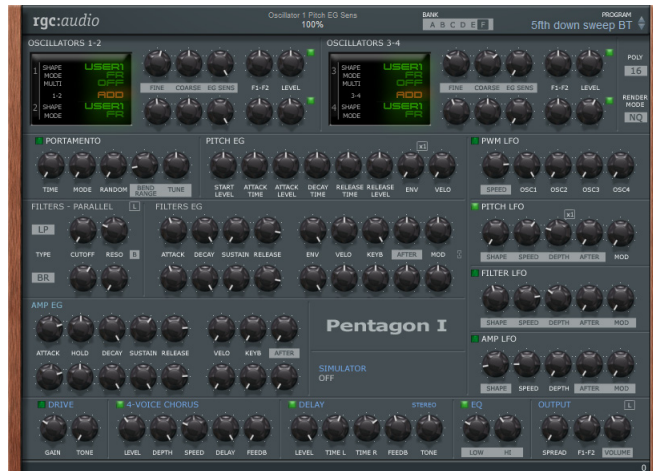 rgc:audio
Oscillator 1 Pitch EG Sens
100%
BANK
A B C D E F
PROGRAM
5fth down sweep BT
OSCILLATORS 1-2
OSCILLATORS 3-4
1 SHAPE USER1
MODE FR
MULTI OFF
1-2 ADD
2 SHAPE USER1
MODE FR
FINE COARSE EG SENS F1-F2 LEVEL
3 SHAPE USER1
MODE FR
MULTI OFF
3-4 ADD
4 SHAPE USER1
MODE FR
FINE COARSE EG SENS F1-F2 LEVEL
POLY
16
RENDER
MODE
NQ
PORTAMENTO
TIME MODE RANDOM BEND RANGE TUNE
PITCH EG
x1
START LEVEL ATTACK TIME ATTACK LEVEL DECAY TIME RELEASE TIME RELEASE LEVEL ENV VELO
PWM LFO
SPEED OSC1 OSC2 OSC3 OSC4
FILTERS - PARALLEL L
LP
TYPE CUTOFF RESO B
BR
FILTERS EG
ATTACK DECAY SUSTAIN RELEASE ENV VELO KEYB AFTER MOD
PITCH LFO
x1
SHAPE SPEED DEPTH AFTER MOD
FILTER LFO
SHAPE SPEED DEPTH AFTER MOD
AMP EG
ATTACK HOLD DECAY SUSTAIN RELEASE VELO KEYB AFTER
Pentagon I
SIMULATOR
OFF
AMP LFO
SHAPE SPEED DEPTH AFTER MOD
DRIVE
GAIN TONE
4-VOICE CHORUS
LEVEL DEPTH SPEED DELAY FEEDB
DELAY STEREO
LEVEL TIME L TIME R FEEDB TONE
EQ
LOW HI
OUTPUT L
SPREAD F1-F2 VOLUME
0